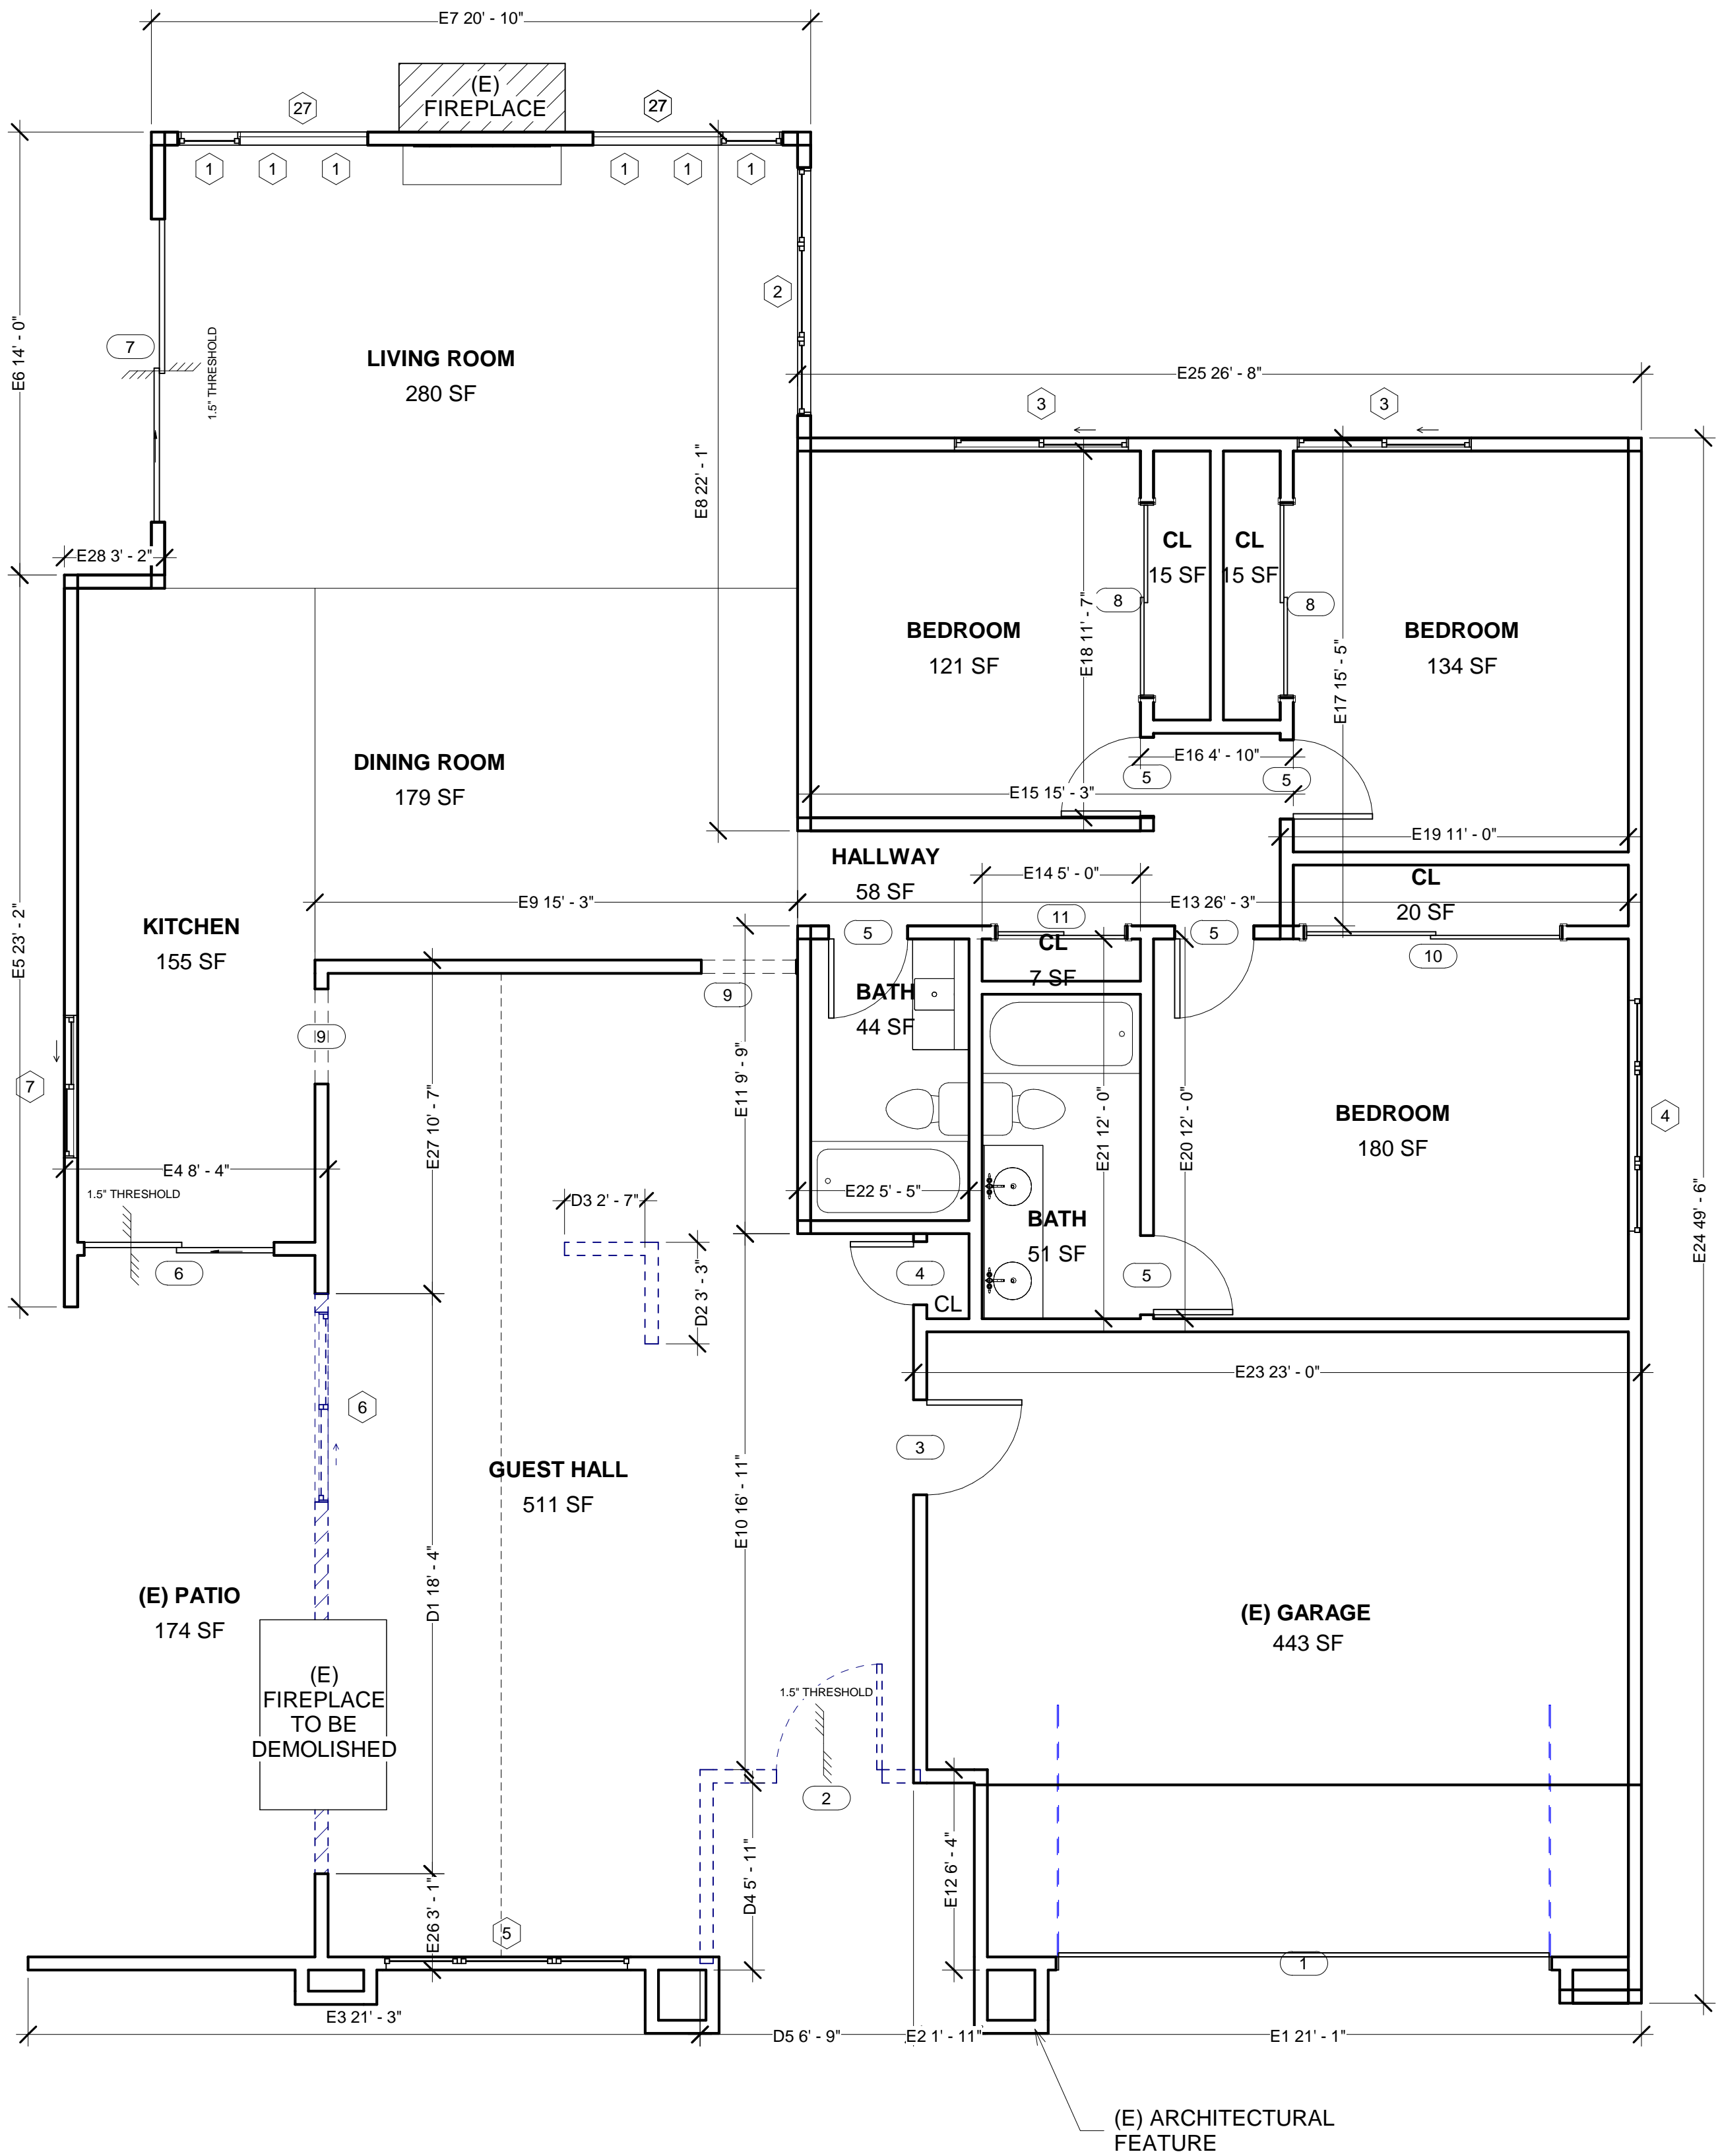 E7 20' - 10"
(E)
FIREPLACE
27
27
1
1
1
1
1
1
2
E6 14' - 0"
7
1.5" THRESHOLD
LIVING ROOM
280 SF
E25 26' - 8"
3
3
E8 22' - 1"
E28 3' - 2"
CL
15 SF
CL
15 SF
8
8
BEDROOM
121 SF
E18 11' - 7"
BEDROOM
134 SF
E17 15' - 5"
E16 4' - 10"
5
5
E15 15' - 3"
DINING ROOM
179 SF
E19 11' - 0"
HALLWAY
58 SF
E14 5' - 0"
CL
20 SF
E9 15' - 3"
E13 26' - 3"
11
5
5
10
KITCHEN
155 SF
E5 23' - 2"
CL
7 SF
BATH
44 SF
9
9
7
E27 10' - 7"
E11 9' - 9"
E21 12' - 0"
E20 12' - 0"
BEDROOM
180 SF
4
E4 8' - 4"
1.5" THRESHOLD
6
D3 2' - 7"
D2 3' - 3"
E22 5' - 5"
BATH
51 SF
E24 49' - 6"
4
CL
5
E23 23' - 0"
6
3
GUEST HALL
511 SF
E10 16' - 11"
D1 18' - 4"
(E) PATIO
174 SF
(E) GARAGE
443 SF
(E)
FIREPLACE
TO BE
DEMOLISHED
1.5" THRESHOLD
2
D4 5' - 11"
E12 6' - 4"
E26 3' - 1"
5
1
E3 21' - 3"
D5 6' - 9"
E2 1' - 11"
E1 21' - 1"
(E) ARCHITECTURAL
FEATURE